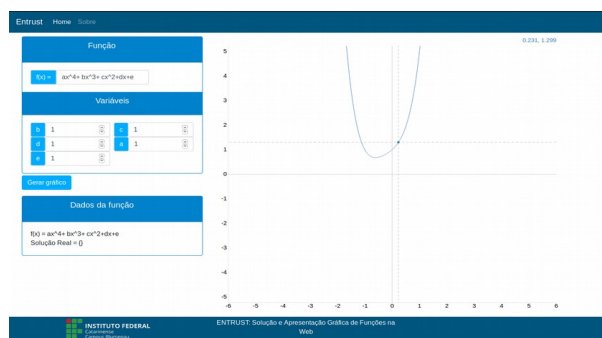 Entrust Home Sobre
Função
f(x) = ax^4+ bx^3+ cx^2+dx+e
Variáveis
b 1 c 1
d 1 a 1
e 1
Gerar gráfico
Dados da função
f(x) = ax^4+ bx^3+ cx^2+dx+e
Solução Real = {}
0.231, 1.299
5
4
3
2
1
0
-1
-2
-3
-4
-5
-6 -5 -4 -3 -2 -1 0 1 2 3 4 5 6
INSTITUTO FEDERAL
Catarinense
Campus Blumenau
ENTRUST: Solução e Apresentação Gráfica de Funções na
Web